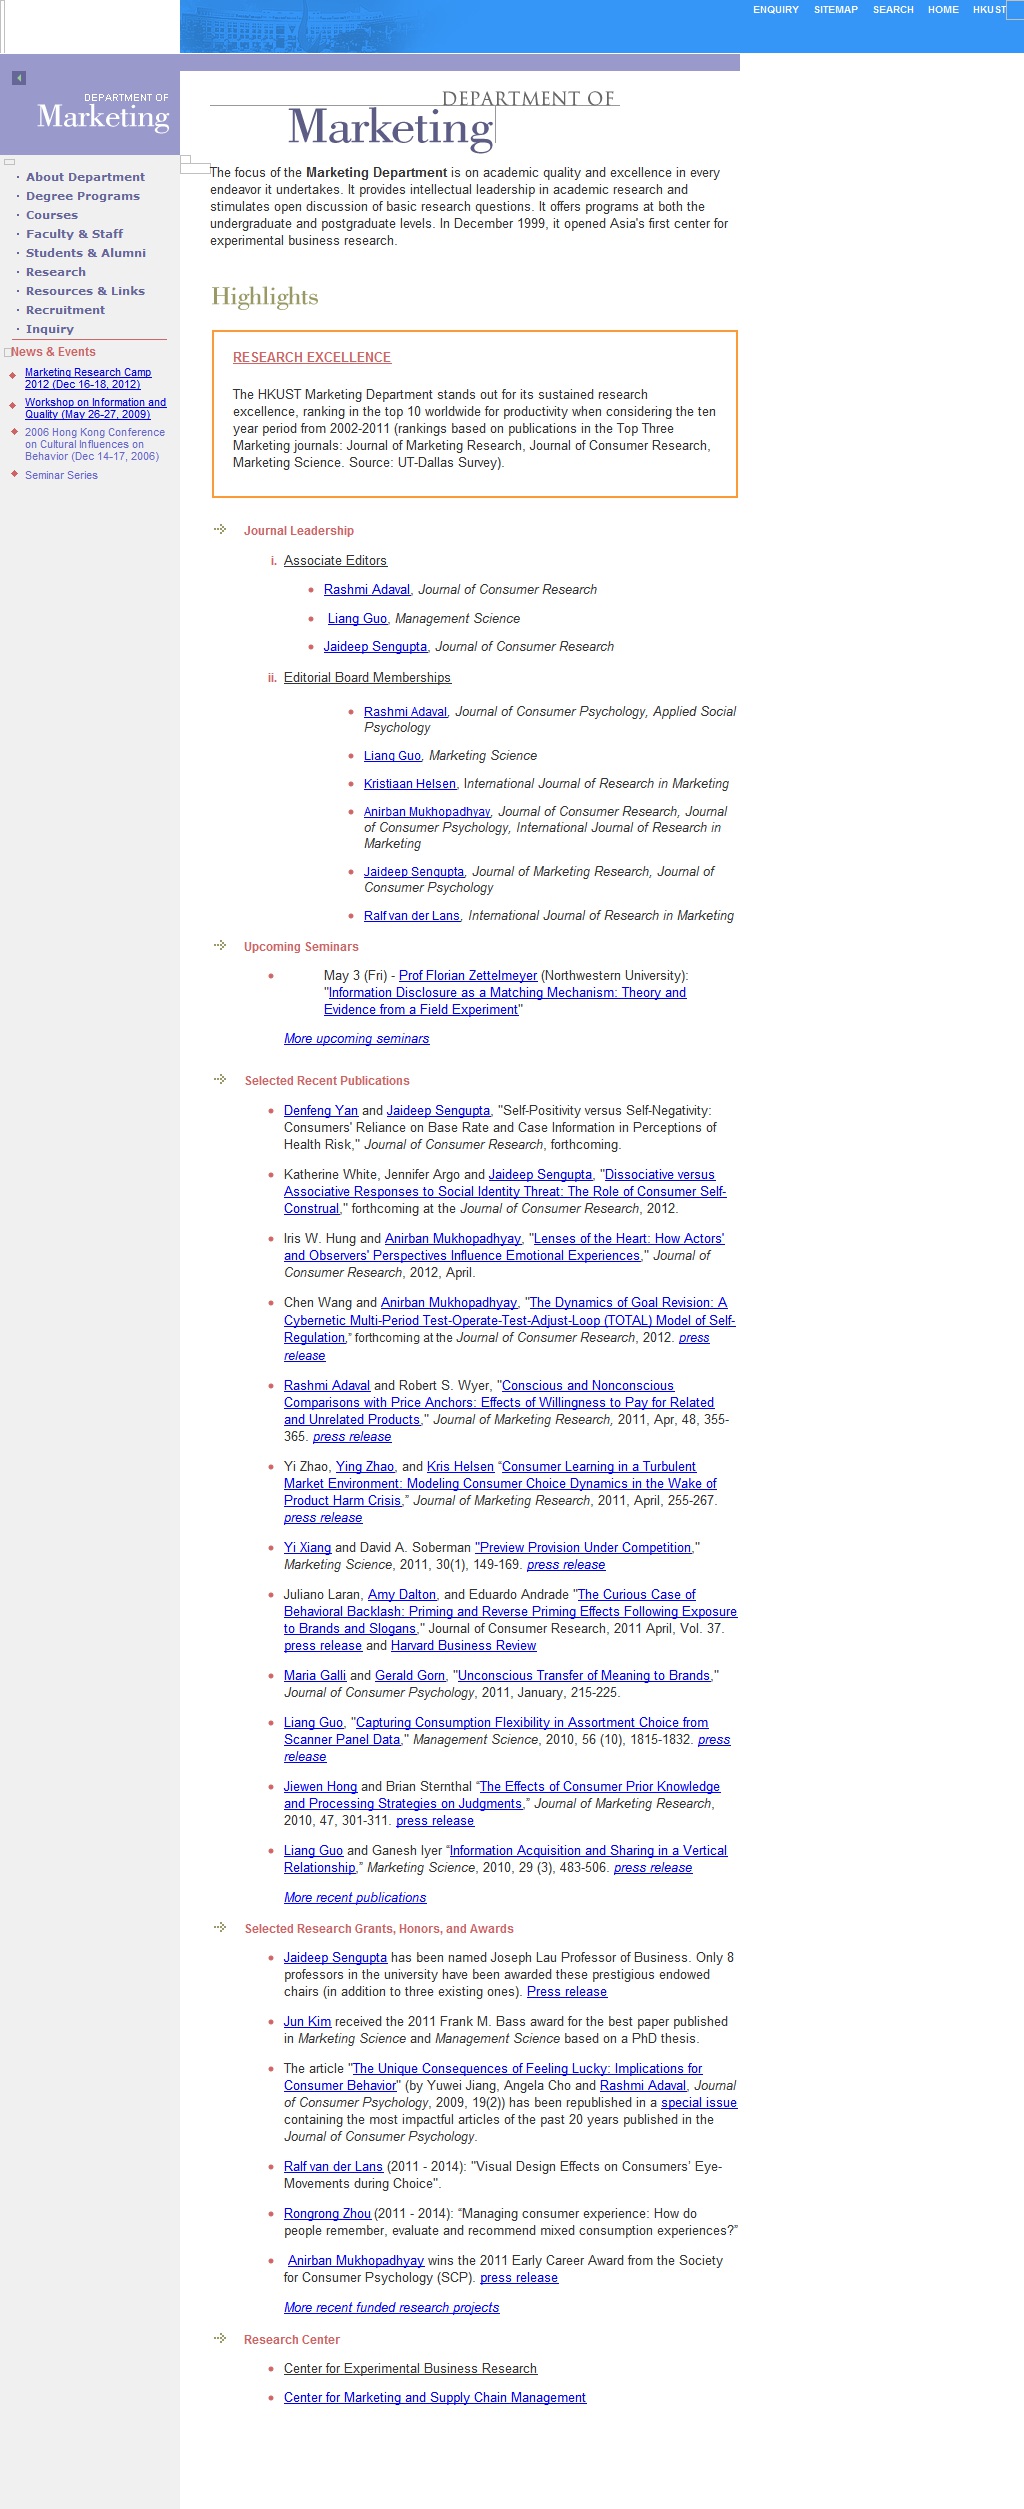 ENQUIRY SITEMAP SEARCH HOME HKUST
DEPARTMENT OF
Marketing
· About Department
· Degree Programs
· Courses
· Faculty & Staff
· Students & Alumni
· Research
· Resources & Links
· Recruitment
· Inquiry
News & Events
Marketing Research Camp
2012 (Dec 16-18, 2012)
Workshop on Information and
Quality (May 26-27, 2009)
2006 Hong Kong Conference
on Cultural Influences on
Behavior (Dec 14-17, 2006)
Seminar Series
DEPARTMENT OF
Marketing
The focus of the Marketing Department is on academic quality and excellence in every
endeavor it undertakes. It provides intellectual leadership in academic research and
stimulates open discussion of basic research questions. It offers programs at both the
undergraduate and postgraduate levels. In December 1999, it opened Asia's first center for
experimental business research.
Highlights
RESEARCH EXCELLENCE
The HKUST Marketing Department stands out for its sustained research
excellence, ranking in the top 10 worldwide for productivity when considering the ten
year period from 2002-2011 (rankings based on publications in the Top Three
Marketing journals: Journal of Marketing Research, Journal of Consumer Research,
Marketing Science. Source: UT-Dallas Survey).
Journal Leadership
i. Associate Editors
• Rashmi Adaval, Journal of Consumer Research
• Liang Guo, Management Science
• Jaideep Sengupta, Journal of Consumer Research
ii. Editorial Board Memberships
• Rashmi Adaval, Journal of Consumer Psychology, Applied Social
Psychology
• Liang Guo, Marketing Science
• Kristiaan Helsen, International Journal of Research in Marketing
• Anirban Mukhopadhyay, Journal of Consumer Research, Journal
of Consumer Psychology, International Journal of Research in
Marketing
• Jaideep Sengupta, Journal of Marketing Research, Journal of
Consumer Psychology
• Ralf van der Lans, International Journal of Research in Marketing
Upcoming Seminars
• May 3 (Fri) - Prof Florian Zettelmeyer (Northwestern University):
"Information Disclosure as a Matching Mechanism: Theory and
Evidence from a Field Experiment"
More upcoming seminars
Selected Recent Publications
• Denfeng Yan and Jaideep Sengupta, "Self-Positivity versus Self-Negativity:
Consumers' Reliance on Base Rate and Case Information in Perceptions of
Health Risk," Journal of Consumer Research, forthcoming.
• Katherine White, Jennifer Argo and Jaideep Sengupta, "Dissociative versus
Associative Responses to Social Identity Threat: The Role of Consumer Self-
Construal," forthcoming at the Journal of Consumer Research, 2012.
• Iris W. Hung and Anirban Mukhopadhyay, "Lenses of the Heart: How Actors'
and Observers' Perspectives Influence Emotional Experiences," Journal of
Consumer Research, 2012, April.
• Chen Wang and Anirban Mukhopadhyay, "The Dynamics of Goal Revision: A
Cybernetic Multi-Period Test-Operate-Test-Adjust-Loop (TOTAL) Model of Self-
Regulation," forthcoming at the Journal of Consumer Research, 2012. press
release
• Rashmi Adaval and Robert S. Wyer, "Conscious and Nonconscious
Comparisons with Price Anchors: Effects of Willingness to Pay for Related
and Unrelated Products," Journal of Marketing Research, 2011, Apr, 48, 355-
365. press release
• Yi Zhao, Ying Zhao, and Kris Helsen “Consumer Learning in a Turbulent
Market Environment: Modeling Consumer Choice Dynamics in the Wake of
Product Harm Crisis,” Journal of Marketing Research, 2011, April, 255-267.
press release
• Yi Xiang and David A. Soberman "Preview Provision Under Competition,"
Marketing Science, 2011, 30(1), 149-169. press release
• Juliano Laran, Amy Dalton, and Eduardo Andrade "The Curious Case of
Behavioral Backlash: Priming and Reverse Priming Effects Following Exposure
to Brands and Slogans," Journal of Consumer Research, 2011 April, Vol. 37.
press release and Harvard Business Review
• Maria Galli and Gerald Gorn, "Unconscious Transfer of Meaning to Brands,"
Journal of Consumer Psychology, 2011, January, 215-225.
• Liang Guo, "Capturing Consumption Flexibility in Assortment Choice from
Scanner Panel Data," Management Science, 2010, 56 (10), 1815-1832. press
release
• Jiewen Hong and Brian Sternthal “The Effects of Consumer Prior Knowledge
and Processing Strategies on Judgments,” Journal of Marketing Research,
2010, 47, 301-311. press release
• Liang Guo and Ganesh Iyer “Information Acquisition and Sharing in a Vertical
Relationship,” Marketing Science, 2010, 29 (3), 483-506. press release
More recent publications
Selected Research Grants, Honors, and Awards
• Jaideep Sengupta has been named Joseph Lau Professor of Business. Only 8
professors in the university have been awarded these prestigious endowed
chairs (in addition to three existing ones). Press release
• Jun Kim received the 2011 Frank M. Bass award for the best paper published
in Marketing Science and Management Science based on a PhD thesis.
• The article "The Unique Consequences of Feeling Lucky: Implications for
Consumer Behavior" (by Yuwei Jiang, Angela Cho and Rashmi Adaval, Journal
of Consumer Psychology, 2009, 19(2)) has been republished in a special issue
containing the most impactful articles of the past 20 years published in the
Journal of Consumer Psychology.
• Ralf van der Lans (2011 - 2014): "Visual Design Effects on Consumers’ Eye-
Movements during Choice".
• Rongrong Zhou (2011 - 2014): “Managing consumer experience: How do
people remember, evaluate and recommend mixed consumption experiences?”
• Anirban Mukhopadhyay wins the 2011 Early Career Award from the Society
for Consumer Psychology (SCP). press release
More recent funded research projects
Research Center
• Center for Experimental Business Research
• Center for Marketing and Supply Chain Management